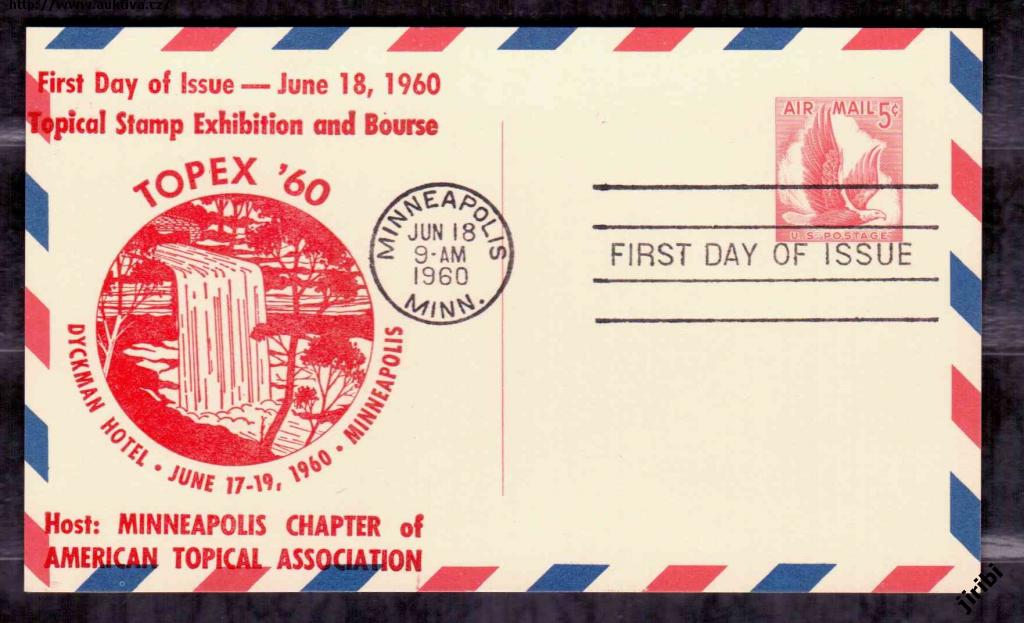 http://www.auktiva.cz/
First Day of Issue — June 18, 1960
Topical Stamp Exhibition and Bourse
TOPEX '60
DYCKMAN HOTEL • JUNE 17-19, 1960 • MINNEAPOLIS
Host: MINNEAPOLIS CHAPTER of
AMERICAN TOPICAL ASSOCIATION
MINNEAPOLIS
JUN 18
9-AM
1960
MINN.
AIR MAIL 5¢
U.S. POSTAGE
FIRST DAY OF ISSUE
jiribi